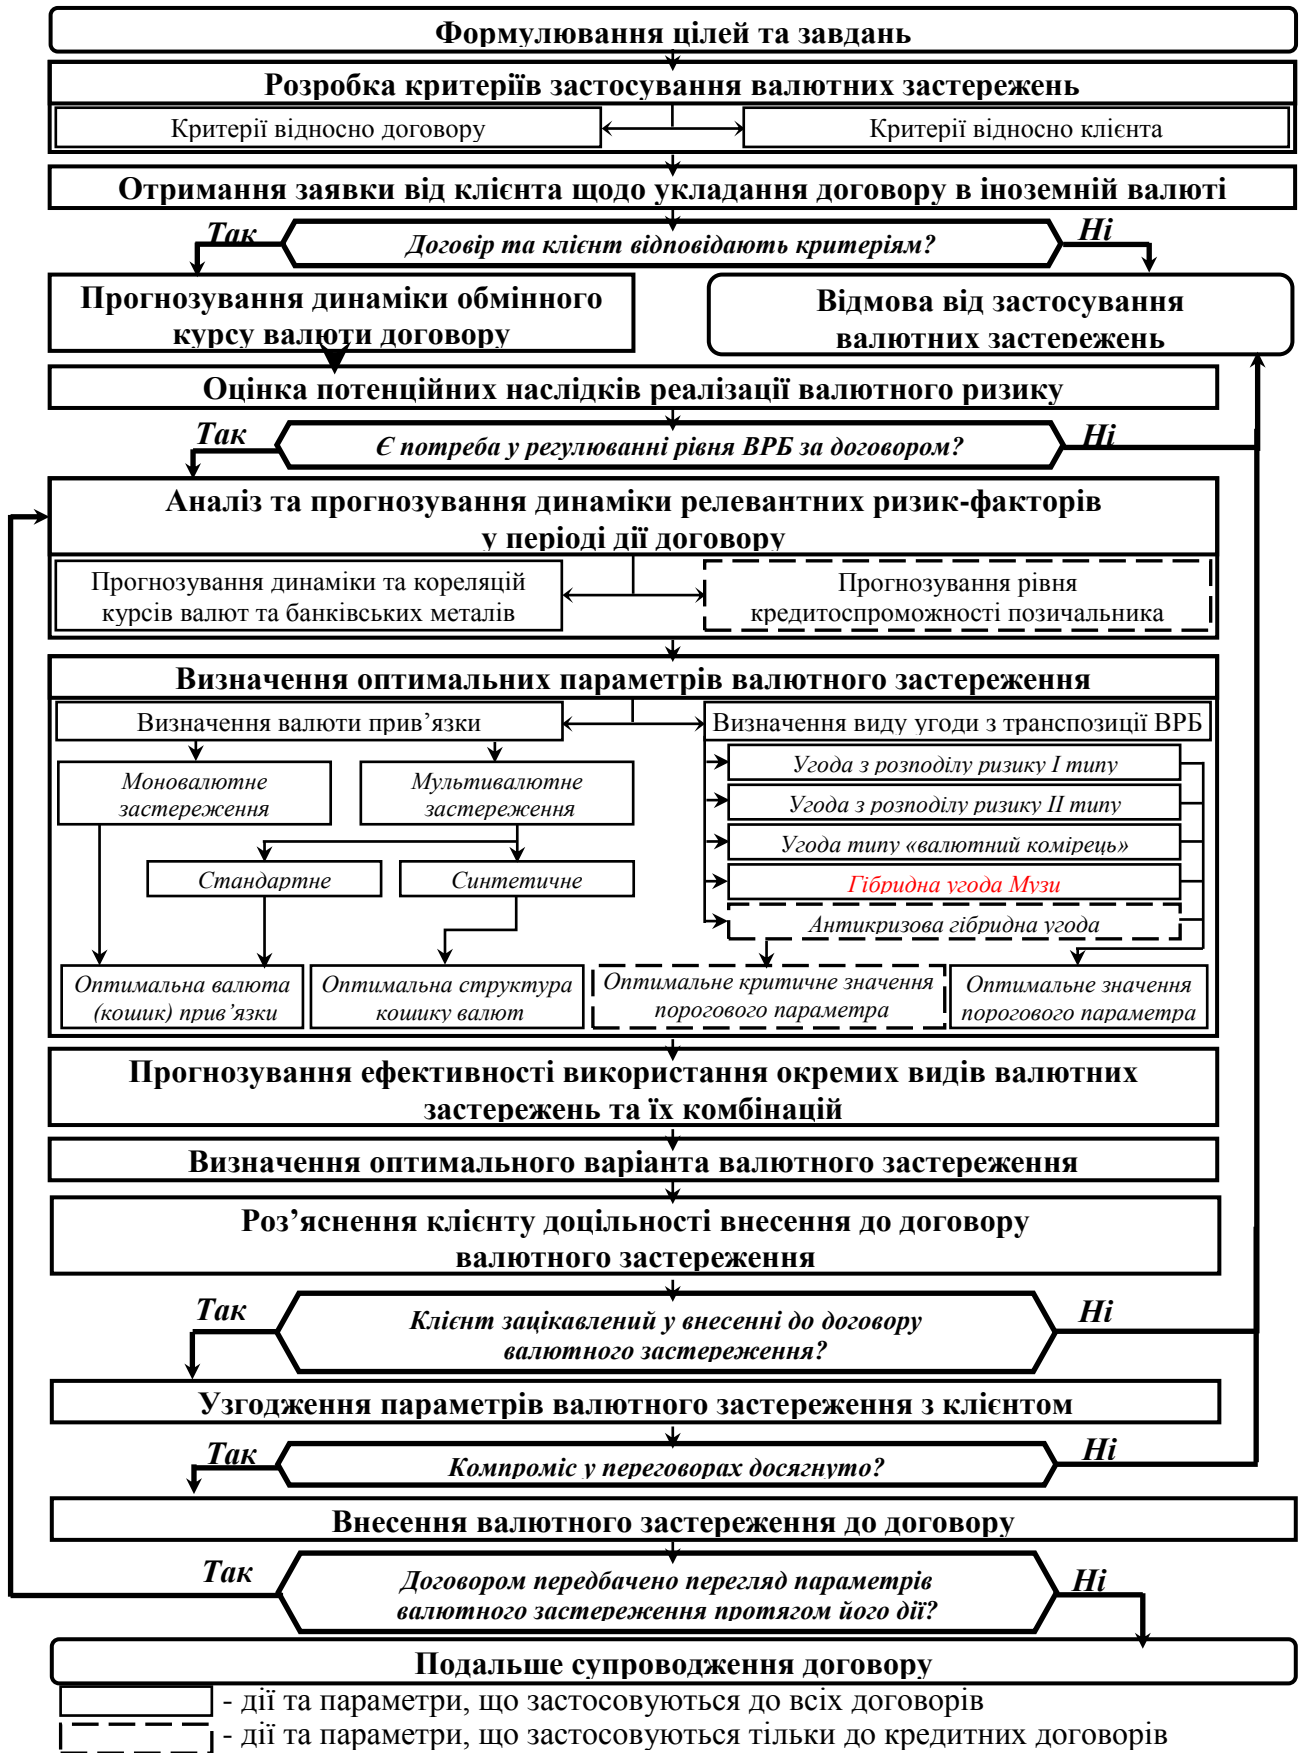 Формулювання цілей та завдань
Розробка критеріїв застосування валютних застережень
Критерії відносно договору
Критерії відносно клієнта
Отримання заявки від клієнта щодо укладання договору в іноземній валюті
Так
Договір та клієнт відповідають критеріям?
Ні
Прогнозування динаміки обмінного
курсу валюти договору
Відмова від застосування
валютних застережень
Оцінка потенційних наслідків реалізації валютного ризику
Так
Є потреба у регулюванні рівня ВРБ за договором?
Ні
Аналіз та прогнозування динаміки релевантних ризик-факторів
у періоді дії договору
Прогнозування динаміки та кореляцій
курсів валют та банківських металів
Прогнозування рівня
кредитоспроможності позичальника
Визначення оптимальних параметрів валютного застереження
Визначення валюти прив’язки
Визначення виду угоди з транспозиції ВРБ
Моновалютне
застереження
Мультивалютне
застереження
Угода з розподілу ризику І типу
Угода з розподілу ризику ІІ типу
Угода типу «валютний комірець»
Стандартне
Синтетичне
Гібридна угода Музи
Антикризова гібридна угода
Оптимальна валюта
(кошик) прив’язки
Оптимальна структура
кошику валют
Оптимальне критичне значення
порогового параметра
Оптимальне значення
порогового параметра
Прогнозування ефективності використання окремих видів валютних
застережень та їх комбінацій
Визначення оптимального варіанта валютного застереження
Роз’яснення клієнту доцільності внесення до договору
валютного застереження
Так
Клієнт зацікавлений у внесенні до договору
валютного застереження?
Ні
Узгодження параметрів валютного застереження з клієнтом
Так
Компроміс у переговорах досягнуто?
Ні
Внесення валютного застереження до договору
Так
Договором передбачено перегляд параметрів
валютного застереження протягом його дії?
Ні
Подальше супроводження договору
- дії та параметри, що застосовуються до всіх договорів
- дії та параметри, що застосовуються тільки до кредитних договорів